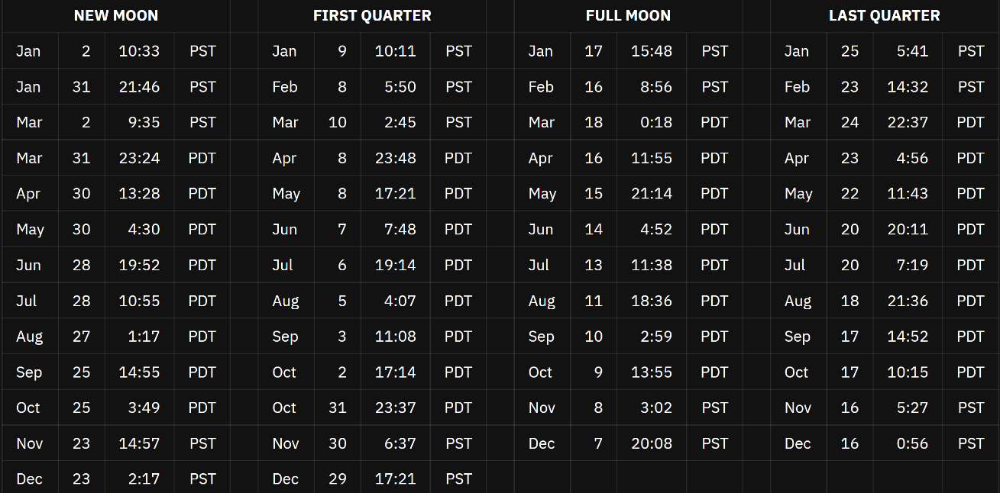 NEW MOON FIRST QUARTER FULL MOON LAST QUARTER
Jan 2 10:33 PST Jan 9 10:11 PST Jan 17 15:48 PST Jan 25 5:41 PST
Jan 31 21:46 PST Feb 8 5:50 PST Feb 16 8:56 PST Feb 23 14:32 PST
Mar 2 9:35 PST Mar 10 2:45 PST Mar 18 0:18 PDT Mar 24 22:37 PDT
Mar 31 23:24 PDT Apr 8 23:48 PDT Apr 16 11:55 PDT Apr 23 4:56 PDT
Apr 30 13:28 PDT May 8 17:21 PDT May 15 21:14 PDT May 22 11:43 PDT
May 30 4:30 PDT Jun 7 7:48 PDT Jun 14 4:52 PDT Jun 20 20:11 PDT
Jun 28 19:52 PDT Jul 6 19:14 PDT Jul 13 11:38 PDT Jul 20 7:19 PDT
Jul 28 10:55 PDT Aug 5 4:07 PDT Aug 11 18:36 PDT Aug 18 21:36 PDT
Aug 27 1:17 PDT Sep 3 11:08 PDT Sep 10 2:59 PDT Sep 17 14:52 PDT
Sep 25 14:55 PDT Oct 2 17:14 PDT Oct 9 13:55 PDT Oct 17 10:15 PDT
Oct 25 3:49 PDT Oct 31 23:37 PDT Nov 8 3:02 PST Nov 16 5:27 PST
Nov 23 14:57 PST Nov 30 6:37 PST Dec 7 20:08 PST Dec 16 0:56 PST
Dec 23 2:17 PST Dec 29 17:21 PST